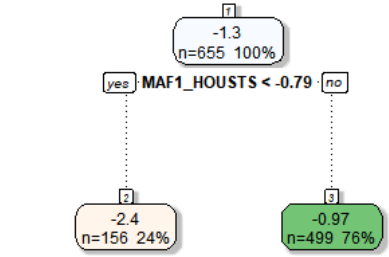 1
-1.3
n=655 100%
yes MAF1_HOUSTS < -0.79 no
2
3
-2.4
n=156 24%
-0.97
n=499 76%